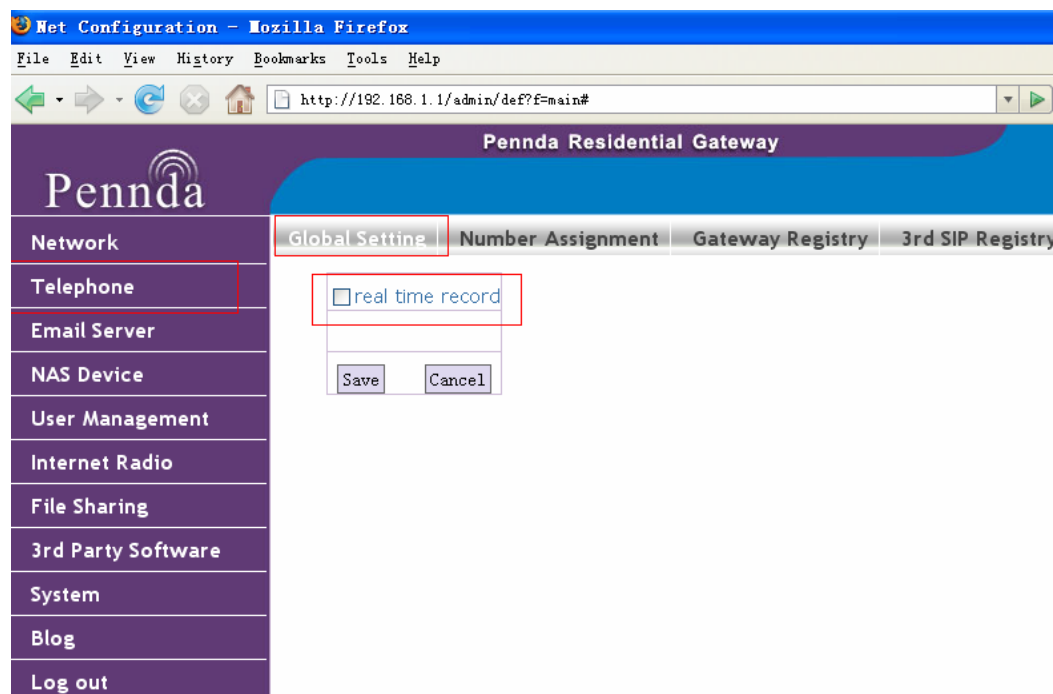 Net Configuration - Mozilla Firefox
File Edit View History Bookmarks Tools Help
http://192.168.1.1/admin/def?f=main#
Pennda Residential Gateway
Pennda
Global Setting Number Assignment Gateway Registry 3rd SIP Registry
Network
Telephone
Email Server
NAS Device
User Management
Internet Radio
File Sharing
3rd Party Software
System
Blog
Log out
real time record
Save Cancel